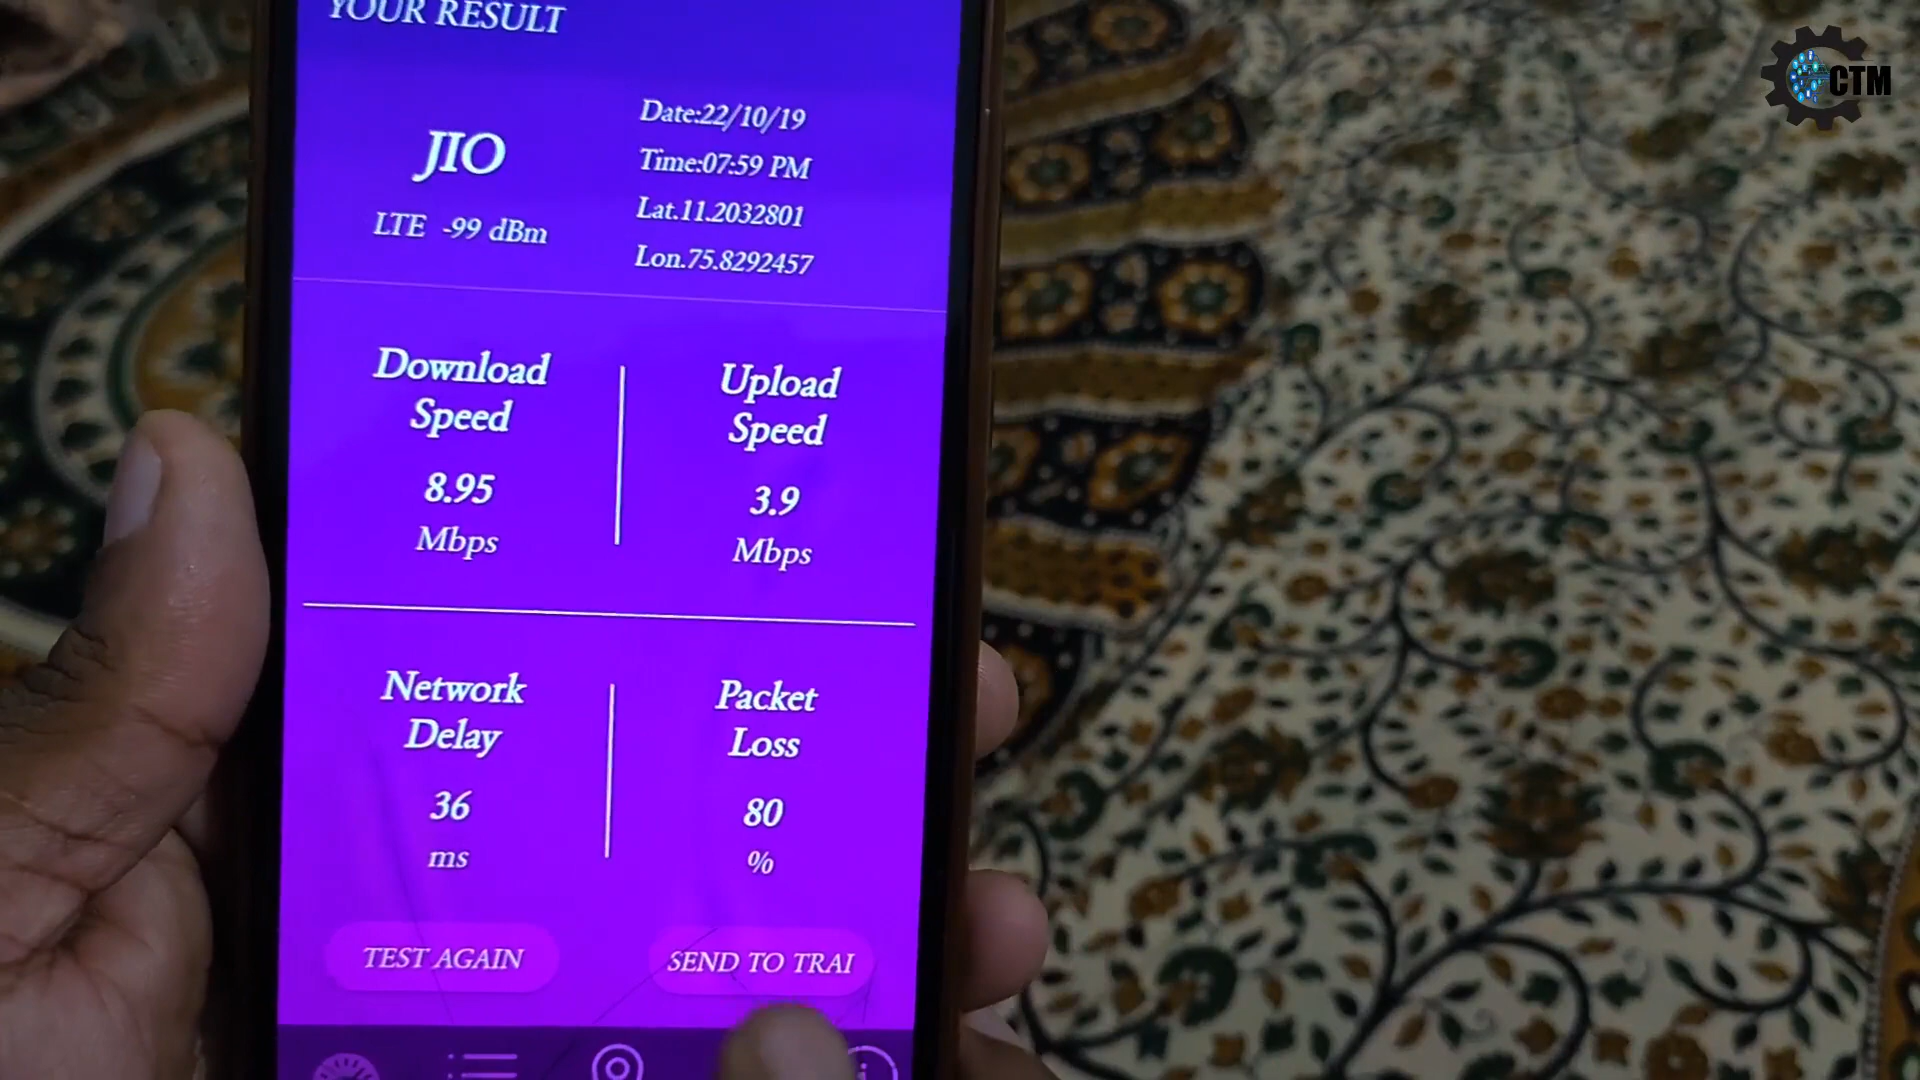 YOUR RESULT
JIO
LTE -99 dBm
Date:22/10/19
Time:07:59 PM
Lat.11.2032801
Lon.75.8292457
Download
Speed
8.95
Mbps
Upload
Speed
3.9
Mbps
Network
Delay
36
ms
Packet
Loss
80
%
TEST AGAIN
SEND TO TRAI
CTM